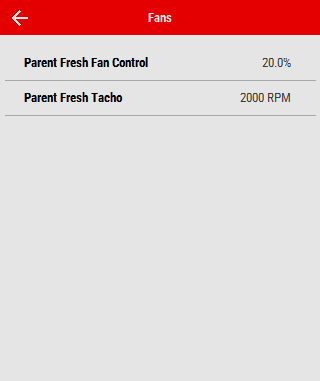 Fans
Parent Fresh Fan Control 20.0%
Parent Fresh Tacho 2000 RPM